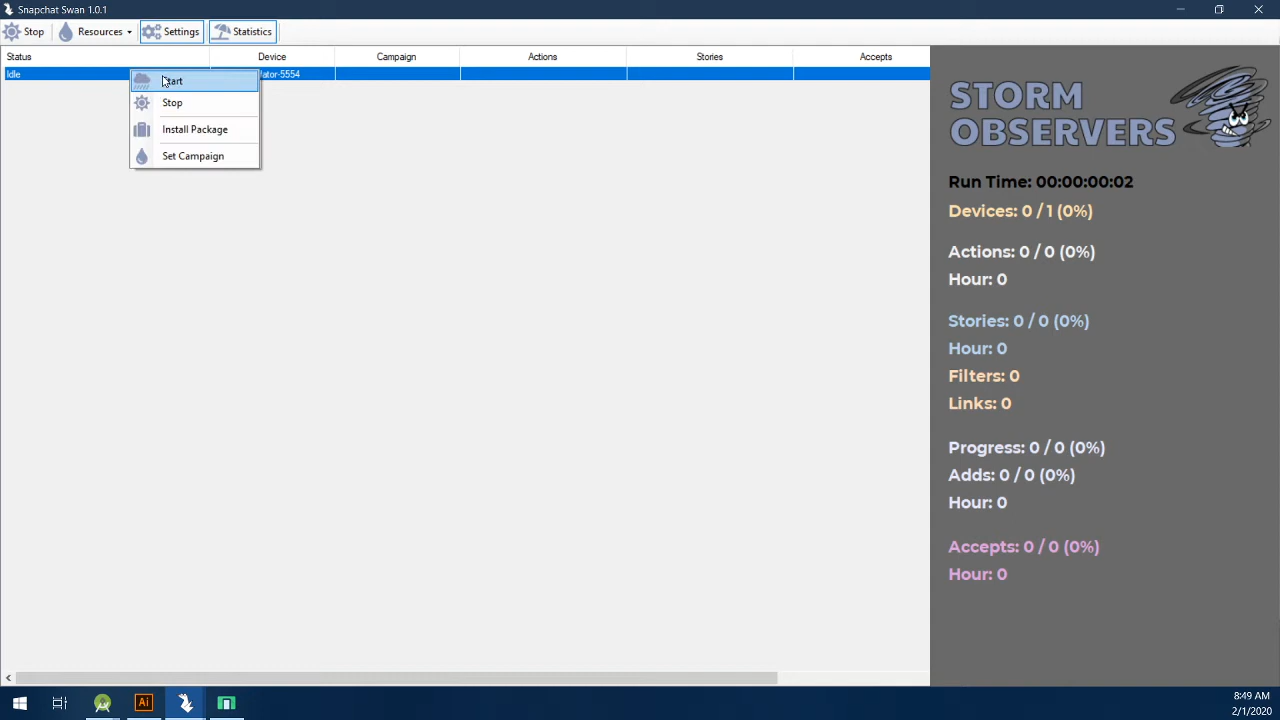 Snapchat Swan 1.0.1
Stop Resources Settings Statistics
Status Device Campaign Actions Stories Accepts
Idle
Stop
Install Package
Set Campaign
STORM
OBSERVERS
Run Time: 00:00:00:02
Devices: 0 / 1 (0%)
Actions: 0 / 0 (0%)
Hour: 0
Stories: 0 / 0 (0%)
Hour: 0
Filters: 0
Links: 0
Progress: 0 / 0 (0%)
Adds: 0 / 0 (0%)
Hour: 0
Accepts: 0 / 0 (0%)
Hour: 0
Ai
8:49 AM
2/1/2020